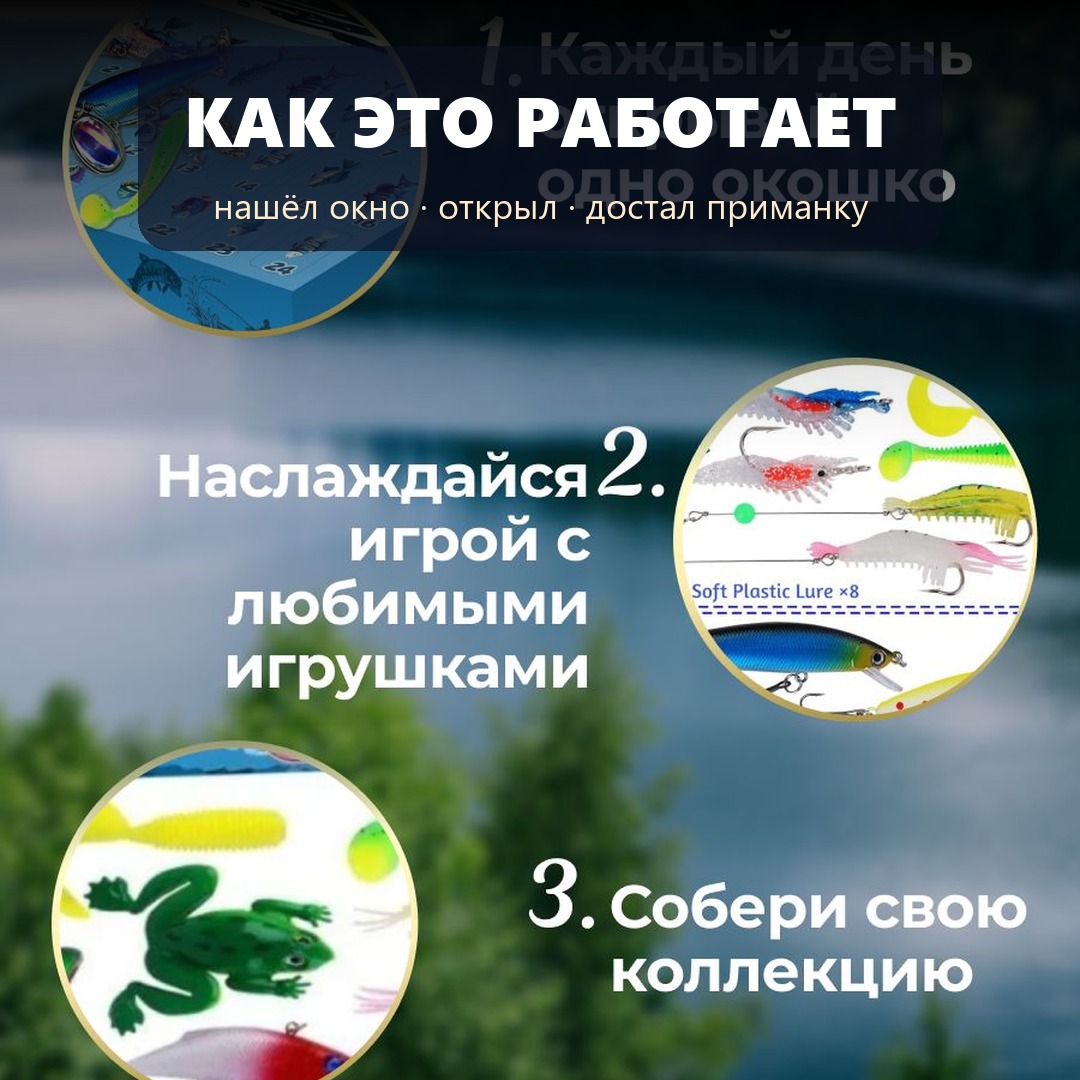 КАК ЭТО РАБОТАЕТ
нашёл окно · открыл · достал приманку
1. Каждый день
одно окошко
24
2.
Наслаждайся
игрой с
любимыми
игрушками
Soft Plastic Lure ×8
3. Собери свою
коллекцию